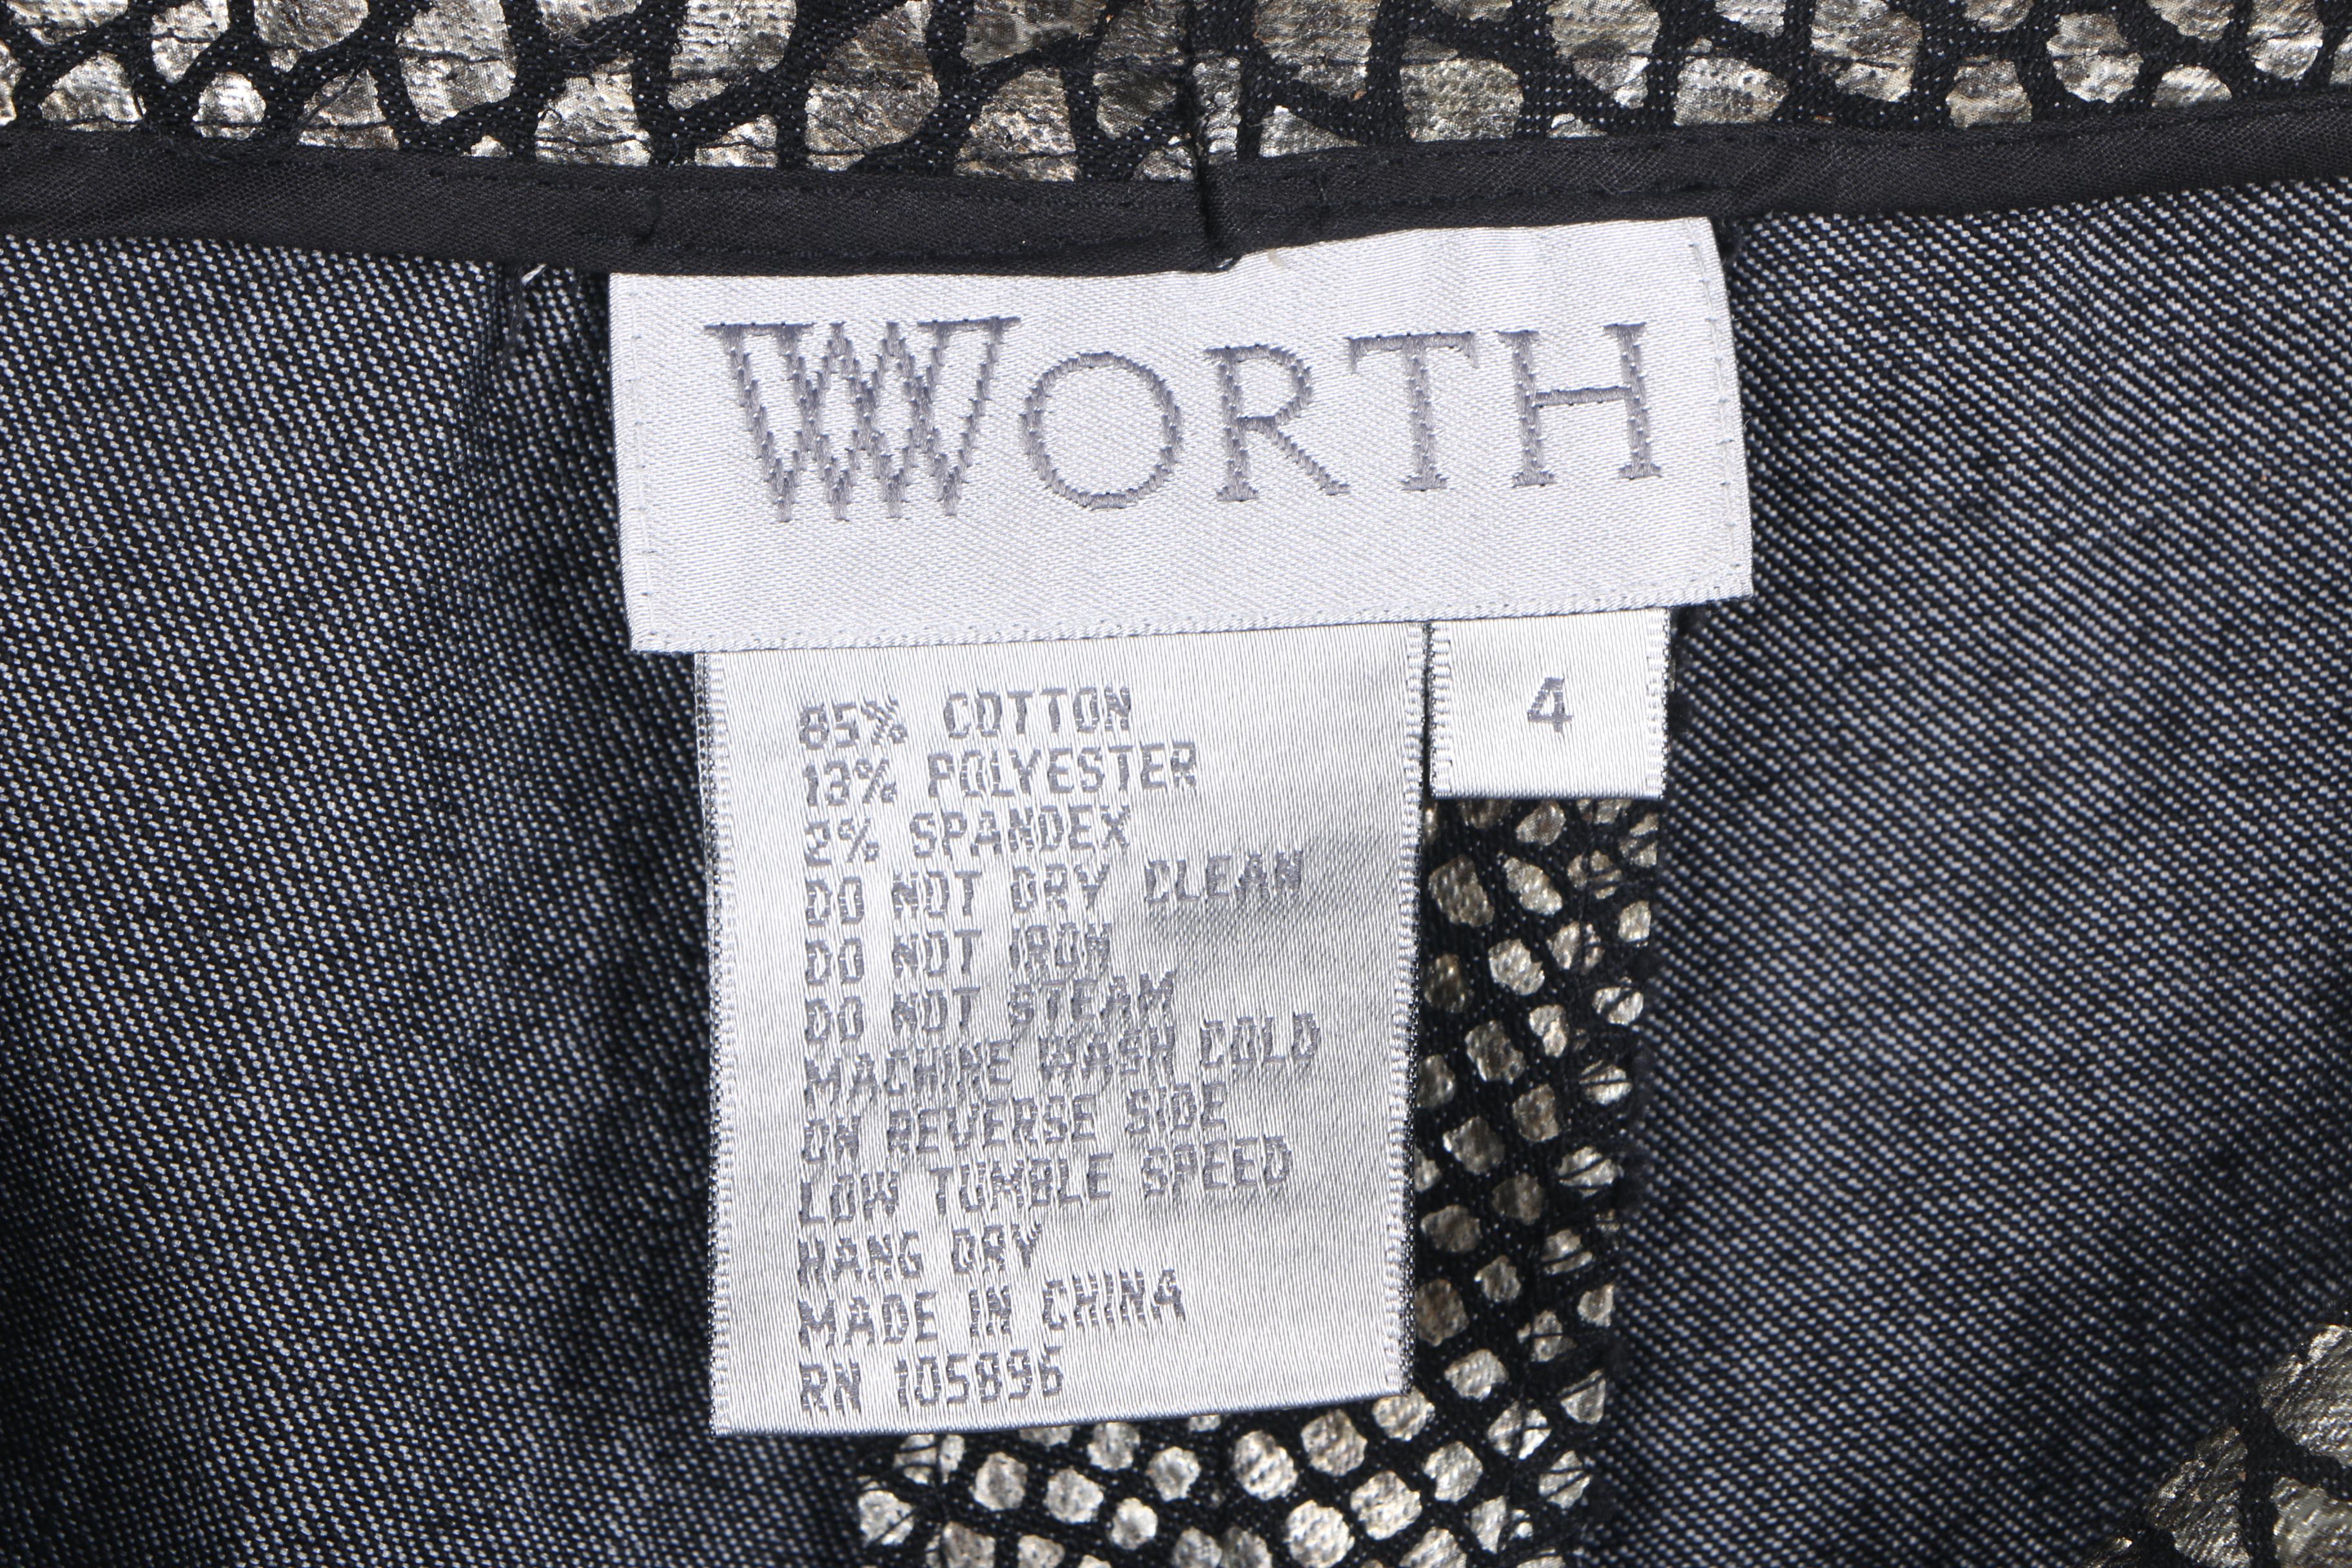 WORTH
4
85% COTTON
13% POLYESTER
2% SPANDEX
DO NOT DRY CLEAN
DO NOT IRON
DO NOT STEAM
MACHINE WASH COLD
ON REVERSE SIDE
LOW TUMBLE SPEED
HANG DRY
MADE IN CHINA
RN 105896